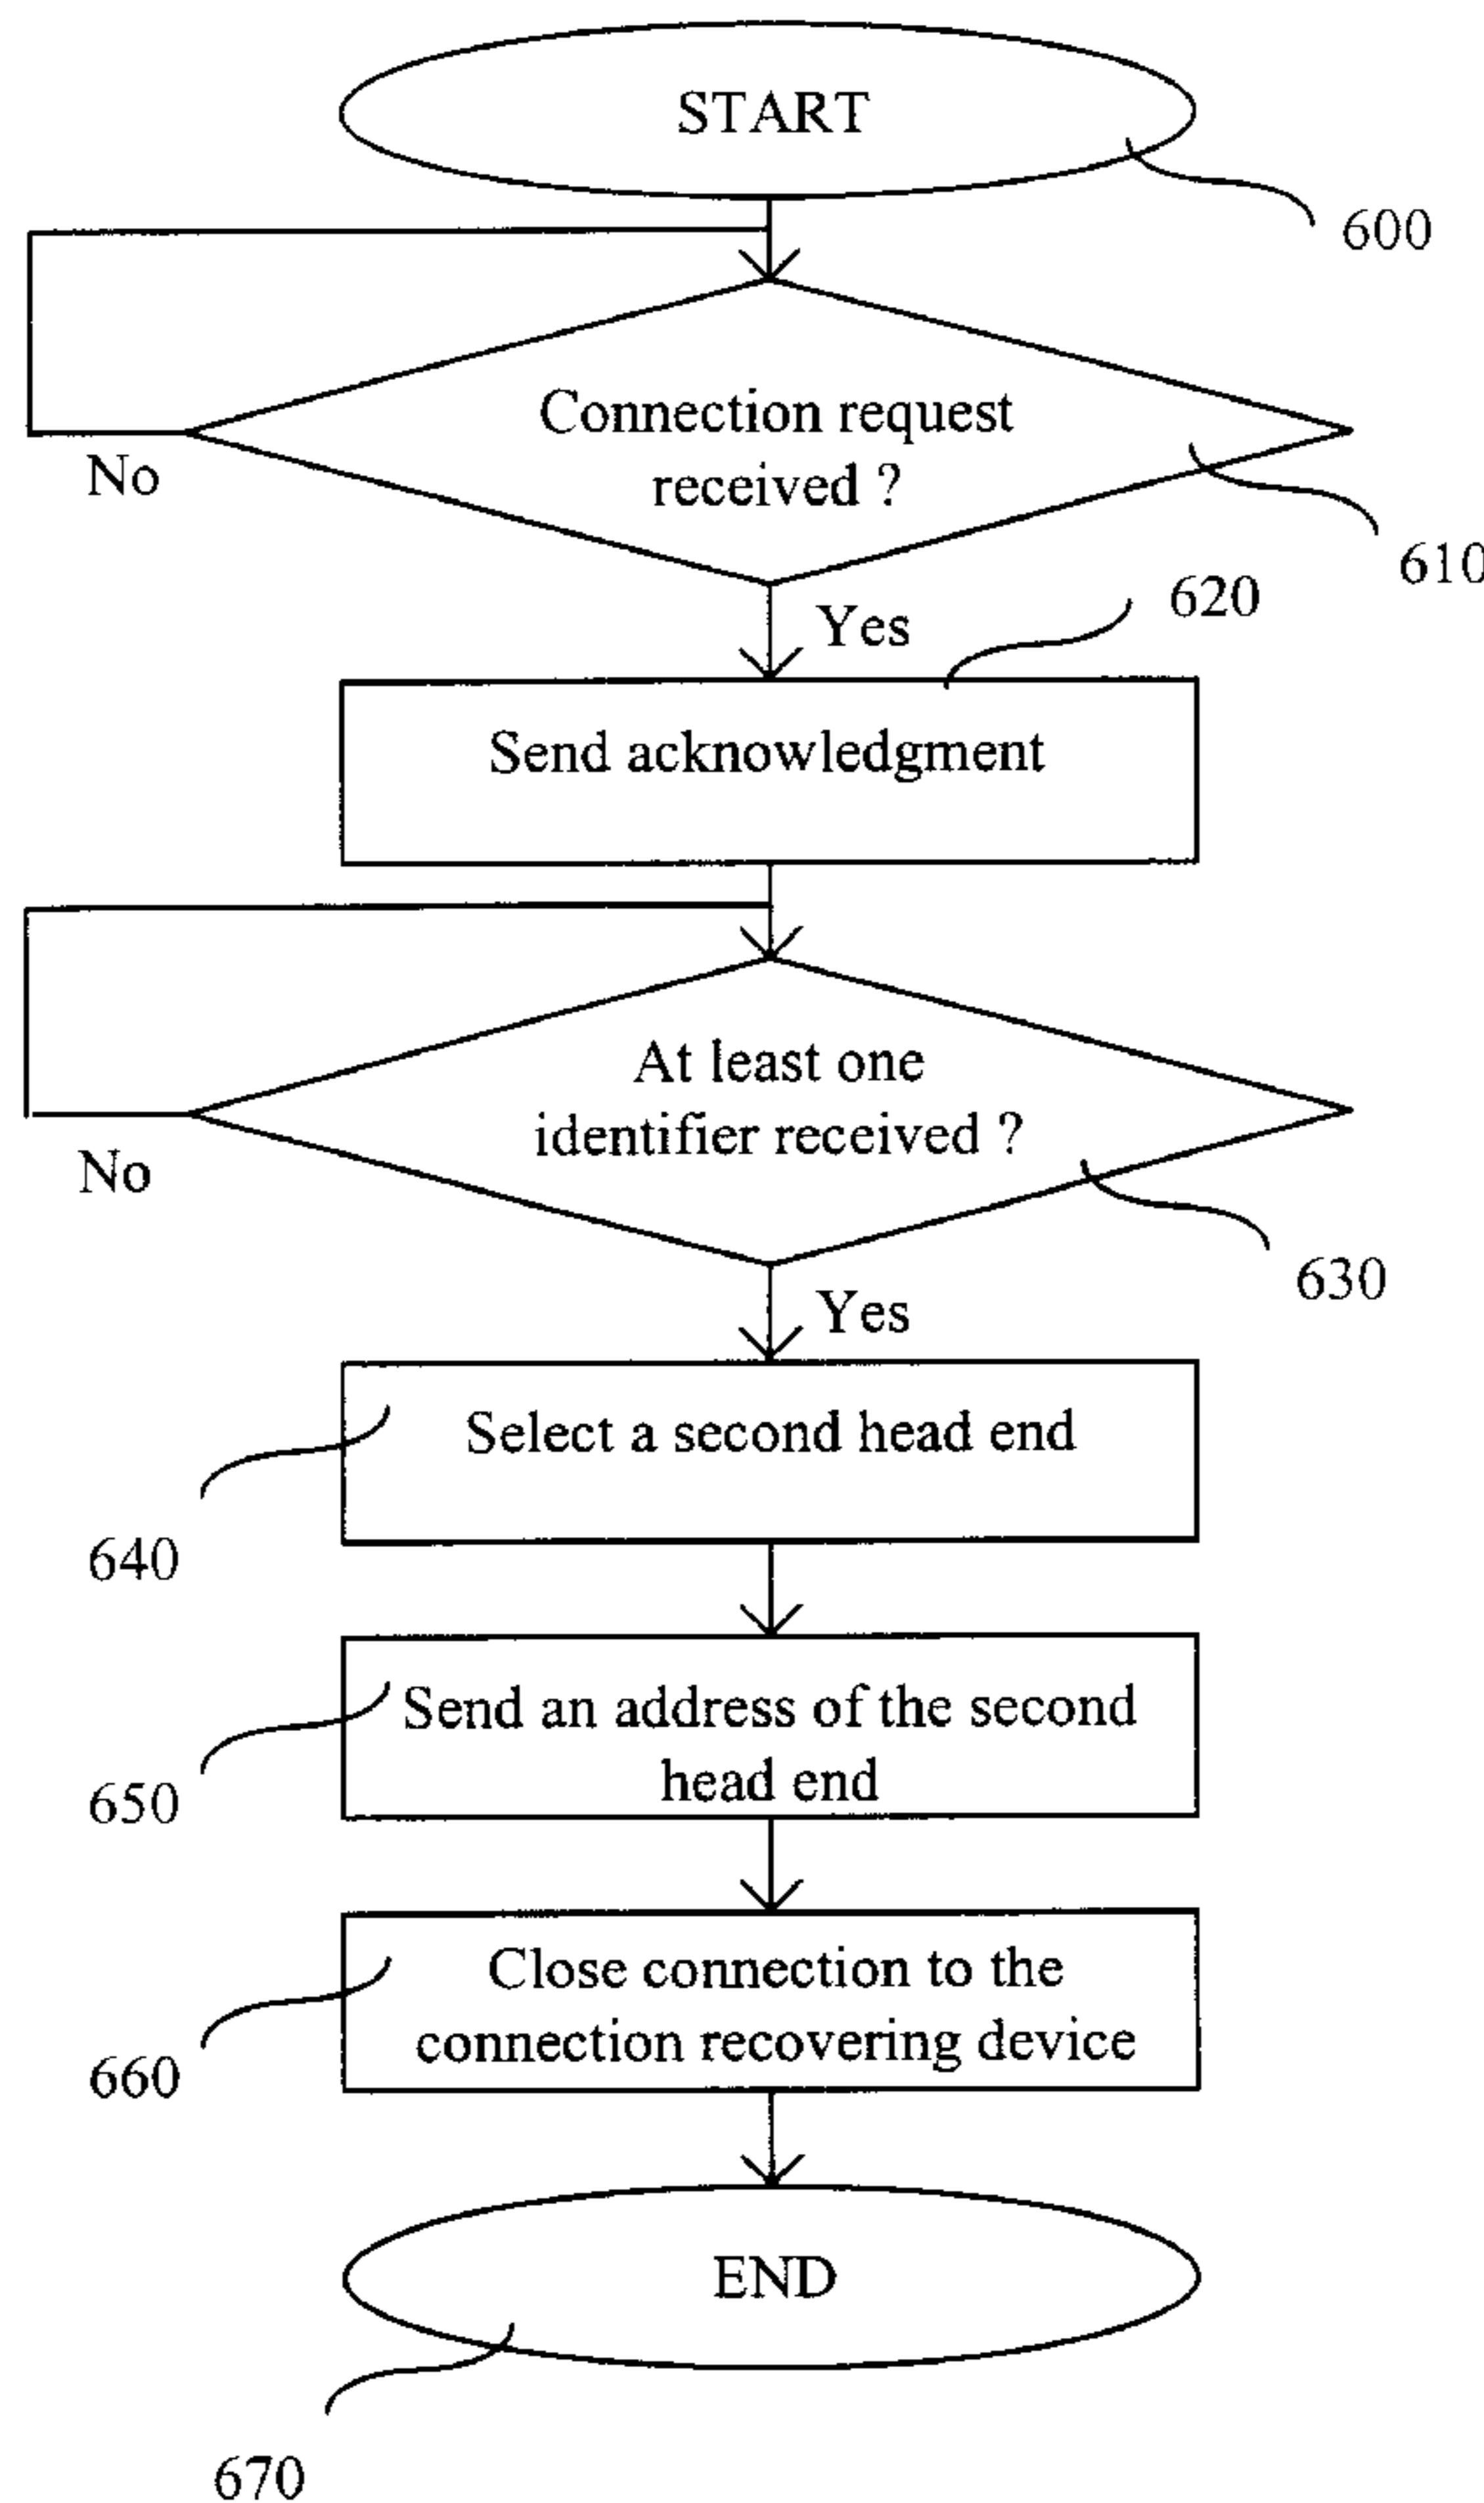 START
600
Connection request
received ?
No
610
Yes
620
Send acknowledgment
At least one
identifier received ?
No
630
Yes
Select a second head end
640
Send an address of the second
head end
650
Close connection to the
connection recovering device
660
END
670